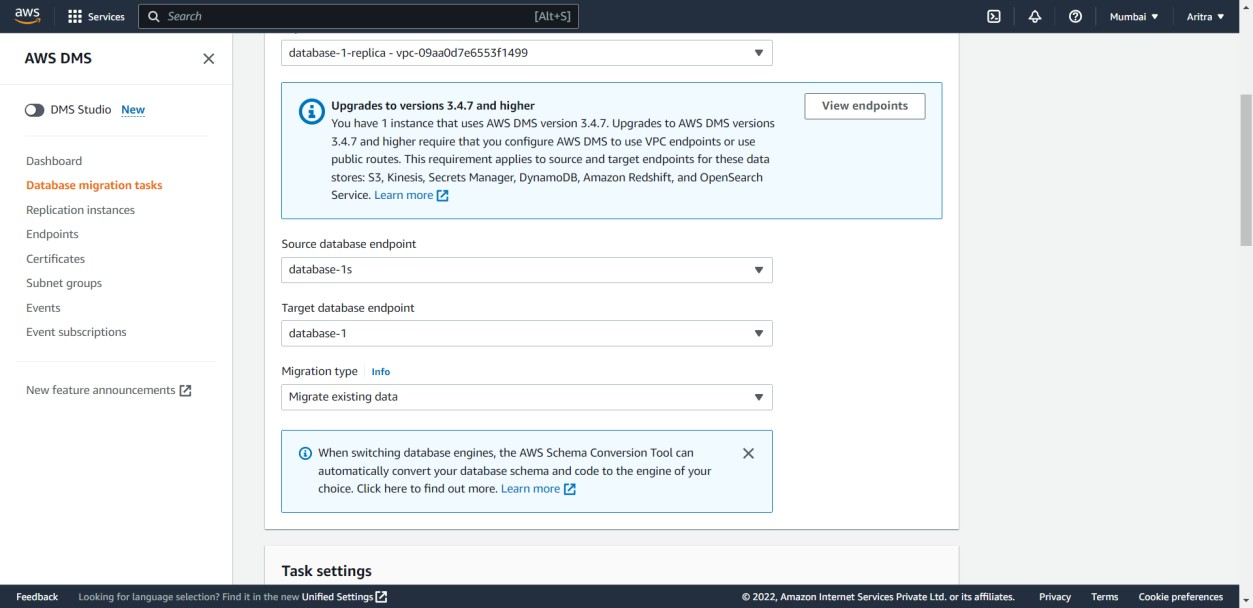 aws
Services
Search
[Alt+S]
Mumbai ▼
Aritra ▼
AWS DMS
DMS Studio New
Dashboard
Database migration tasks
Replication instances
Endpoints
Certificates
Subnet groups
Events
Event subscriptions
New feature announcements
database-1-replica - vpc-09aa0d7e6553f1499
Upgrades to versions 3.4.7 and higher
View endpoints
You have 1 instance that uses AWS DMS version 3.4.7. Upgrades to AWS DMS versions
3.4.7 and higher require that you configure AWS DMS to use VPC endpoints or use
public routes. This requirement applies to source and target endpoints for these data
stores: S3, Kinesis, Secrets Manager, DynamoDB, Amazon Redshift, and OpenSearch
Service. Learn more
Source database endpoint
database-1s
Target database endpoint
database-1
Migration type Info
Migrate existing data
When switching database engines, the AWS Schema Conversion Tool can
automatically convert your database schema and code to the engine of your
choice. Click here to find out more. Learn more
Task settings
Feedback
Looking for language selection? Find it in the new Unified Settings
© 2022, Amazon Internet Services Private Ltd. or its affiliates.
Privacy
Terms
Cookie preferences